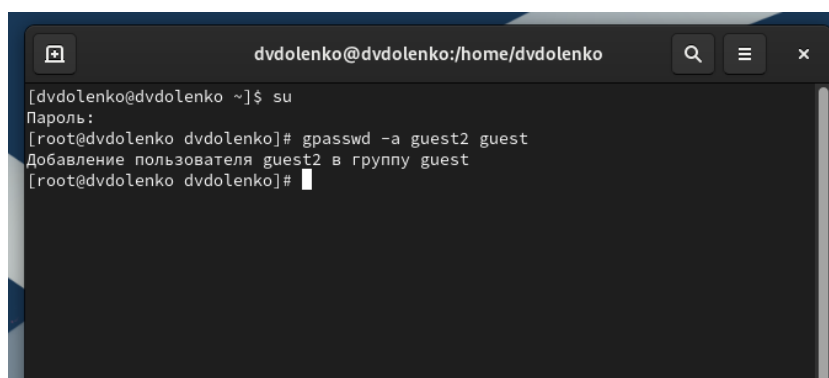 dvdolenko@dvdolenko:/home/dvdolenko
[dvdolenko@dvdolenko ~]$ su
Пароль:
[root@dvdolenko dvdolenko]# gpasswd -a guest2 guest
Добавление пользователя guest2 в группу guest
[root@dvdolenko dvdolenko]#